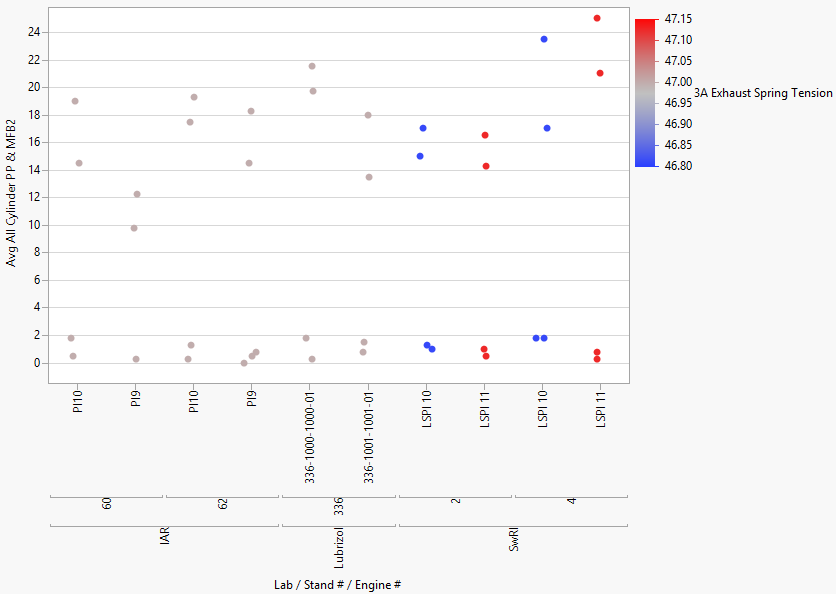 Avg All Cylinder PP & MFB2
24
22
20
18
16
14
12
10
8
6
4
2
0
47.15
47.10
47.05
47.00
46.95
46.90
46.85
46.80
3A Exhaust Spring Tension
PI10
PI9
PI10
PI9
336-1000-1000-01
336-1001-1001-01
LSPI 10
LSPI 11
LSPI 10
LSPI 11
60
62
336
2
4
IAR
Lubrizol
SwRI
Lab / Stand # / Engine #